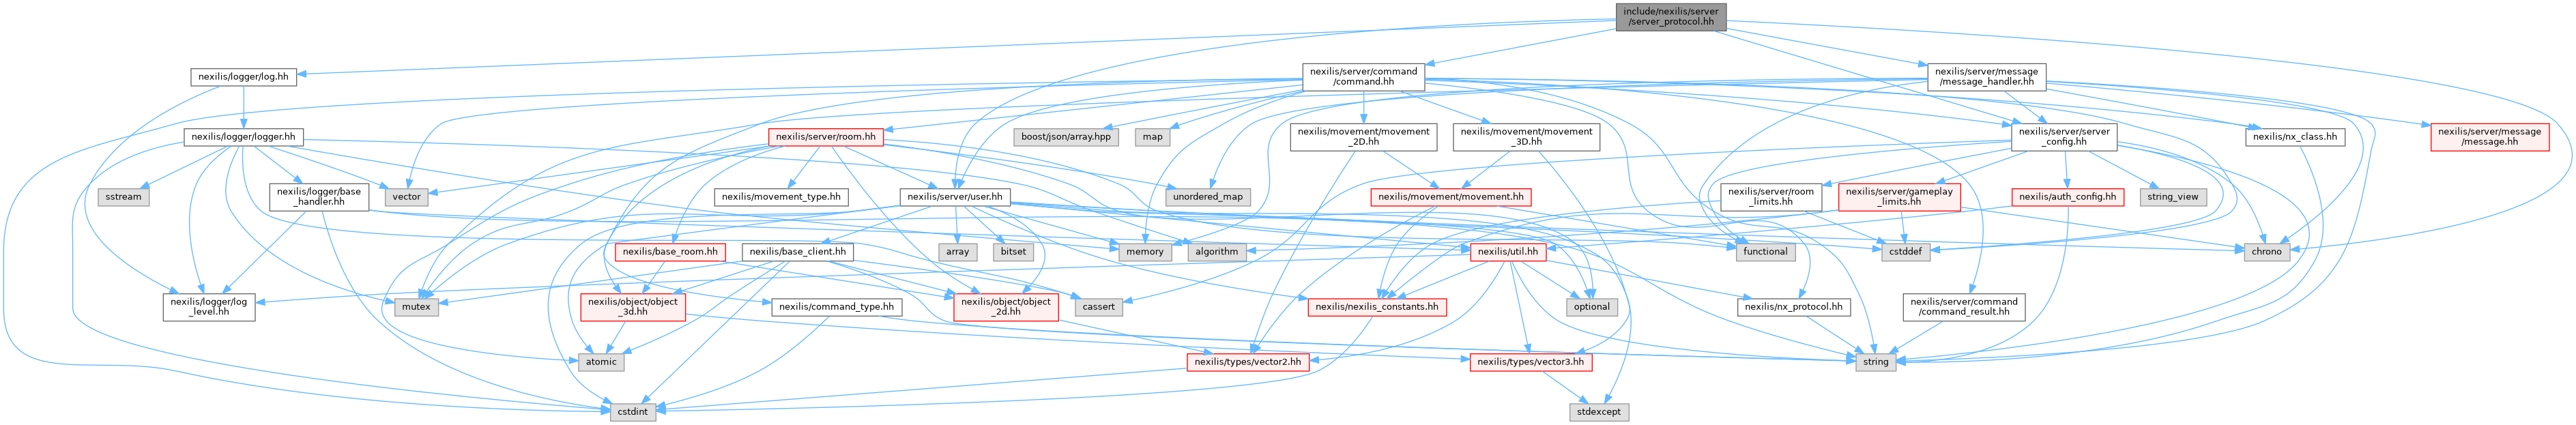 include/nexilis/server
/server_protocol.hh
nexilis/logger/log.hh
nexilis/server/command
/command.hh
nexilis/server/message
/message_handler.hh
nexilis/logger/logger.hh
nexilis/server/room.hh
boost/json/array.hpp
map
nexilis/movement/movement
_2D.hh
nexilis/movement/movement
_3D.hh
nexilis/server/server
_config.hh
nexilis/nx_class.hh
nexilis/server/message
/message.hh
sstream
nexilis/logger/base
_handler.hh
vector
nexilis/movement_type.hh
nexilis/server/user.hh
unordered_map
nexilis/movement/movement.hh
nexilis/server/room
_limits.hh
nexilis/server/gameplay
_limits.hh
nexilis/auth_config.hh
string_view
nexilis/base_room.hh
nexilis/base_client.hh
array
bitset
memory
algorithm
nexilis/util.hh
functional
cstddef
chrono
nexilis/logger/log
_level.hh
mutex
nexilis/object/object
_3d.hh
nexilis/command_type.hh
nexilis/object/object
_2d.hh
cassert
nexilis/nexilis_constants.hh
optional
nexilis/nx_protocol.hh
nexilis/server/command
/command_result.hh
atomic
nexilis/types/vector2.hh
nexilis/types/vector3.hh
string
cstdint
stdexcept